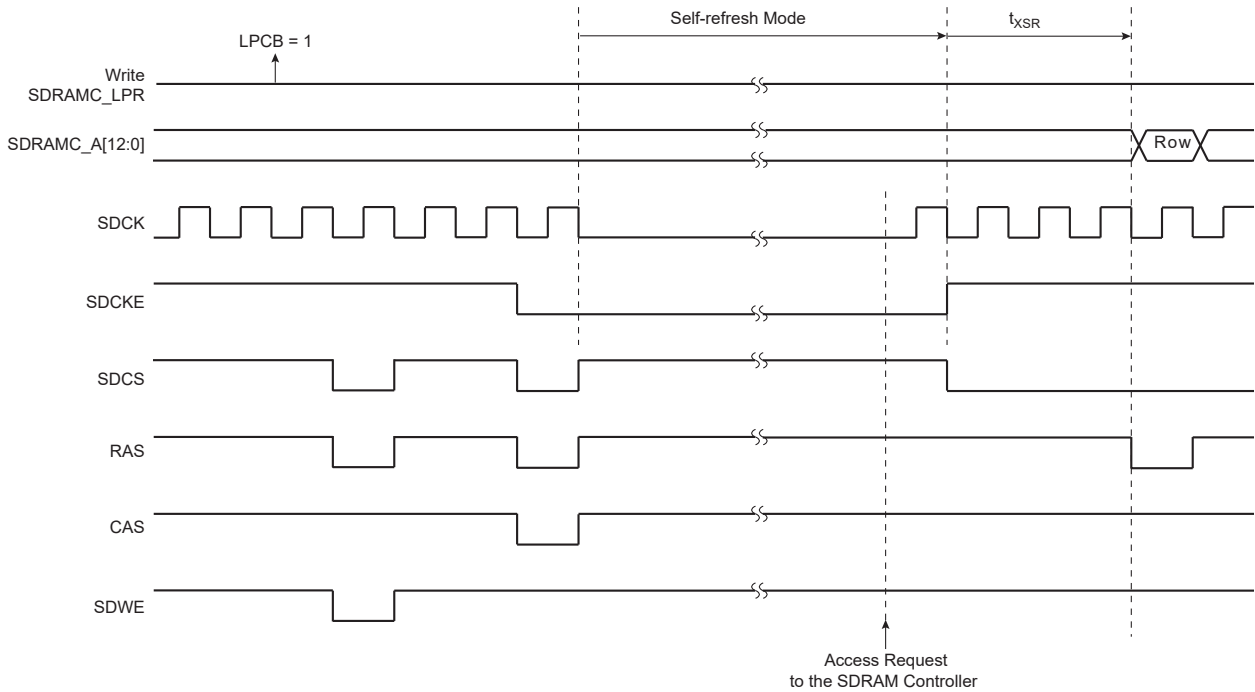 Self-refresh Mode
tXSR
LPCB = 1
Write
SDRAMC_LPR
SDRAMC_A[12:0]
Row
SDCK
SDCKE
SDCS
RAS
CAS
SDWE
Access Request
to the SDRAM Controller